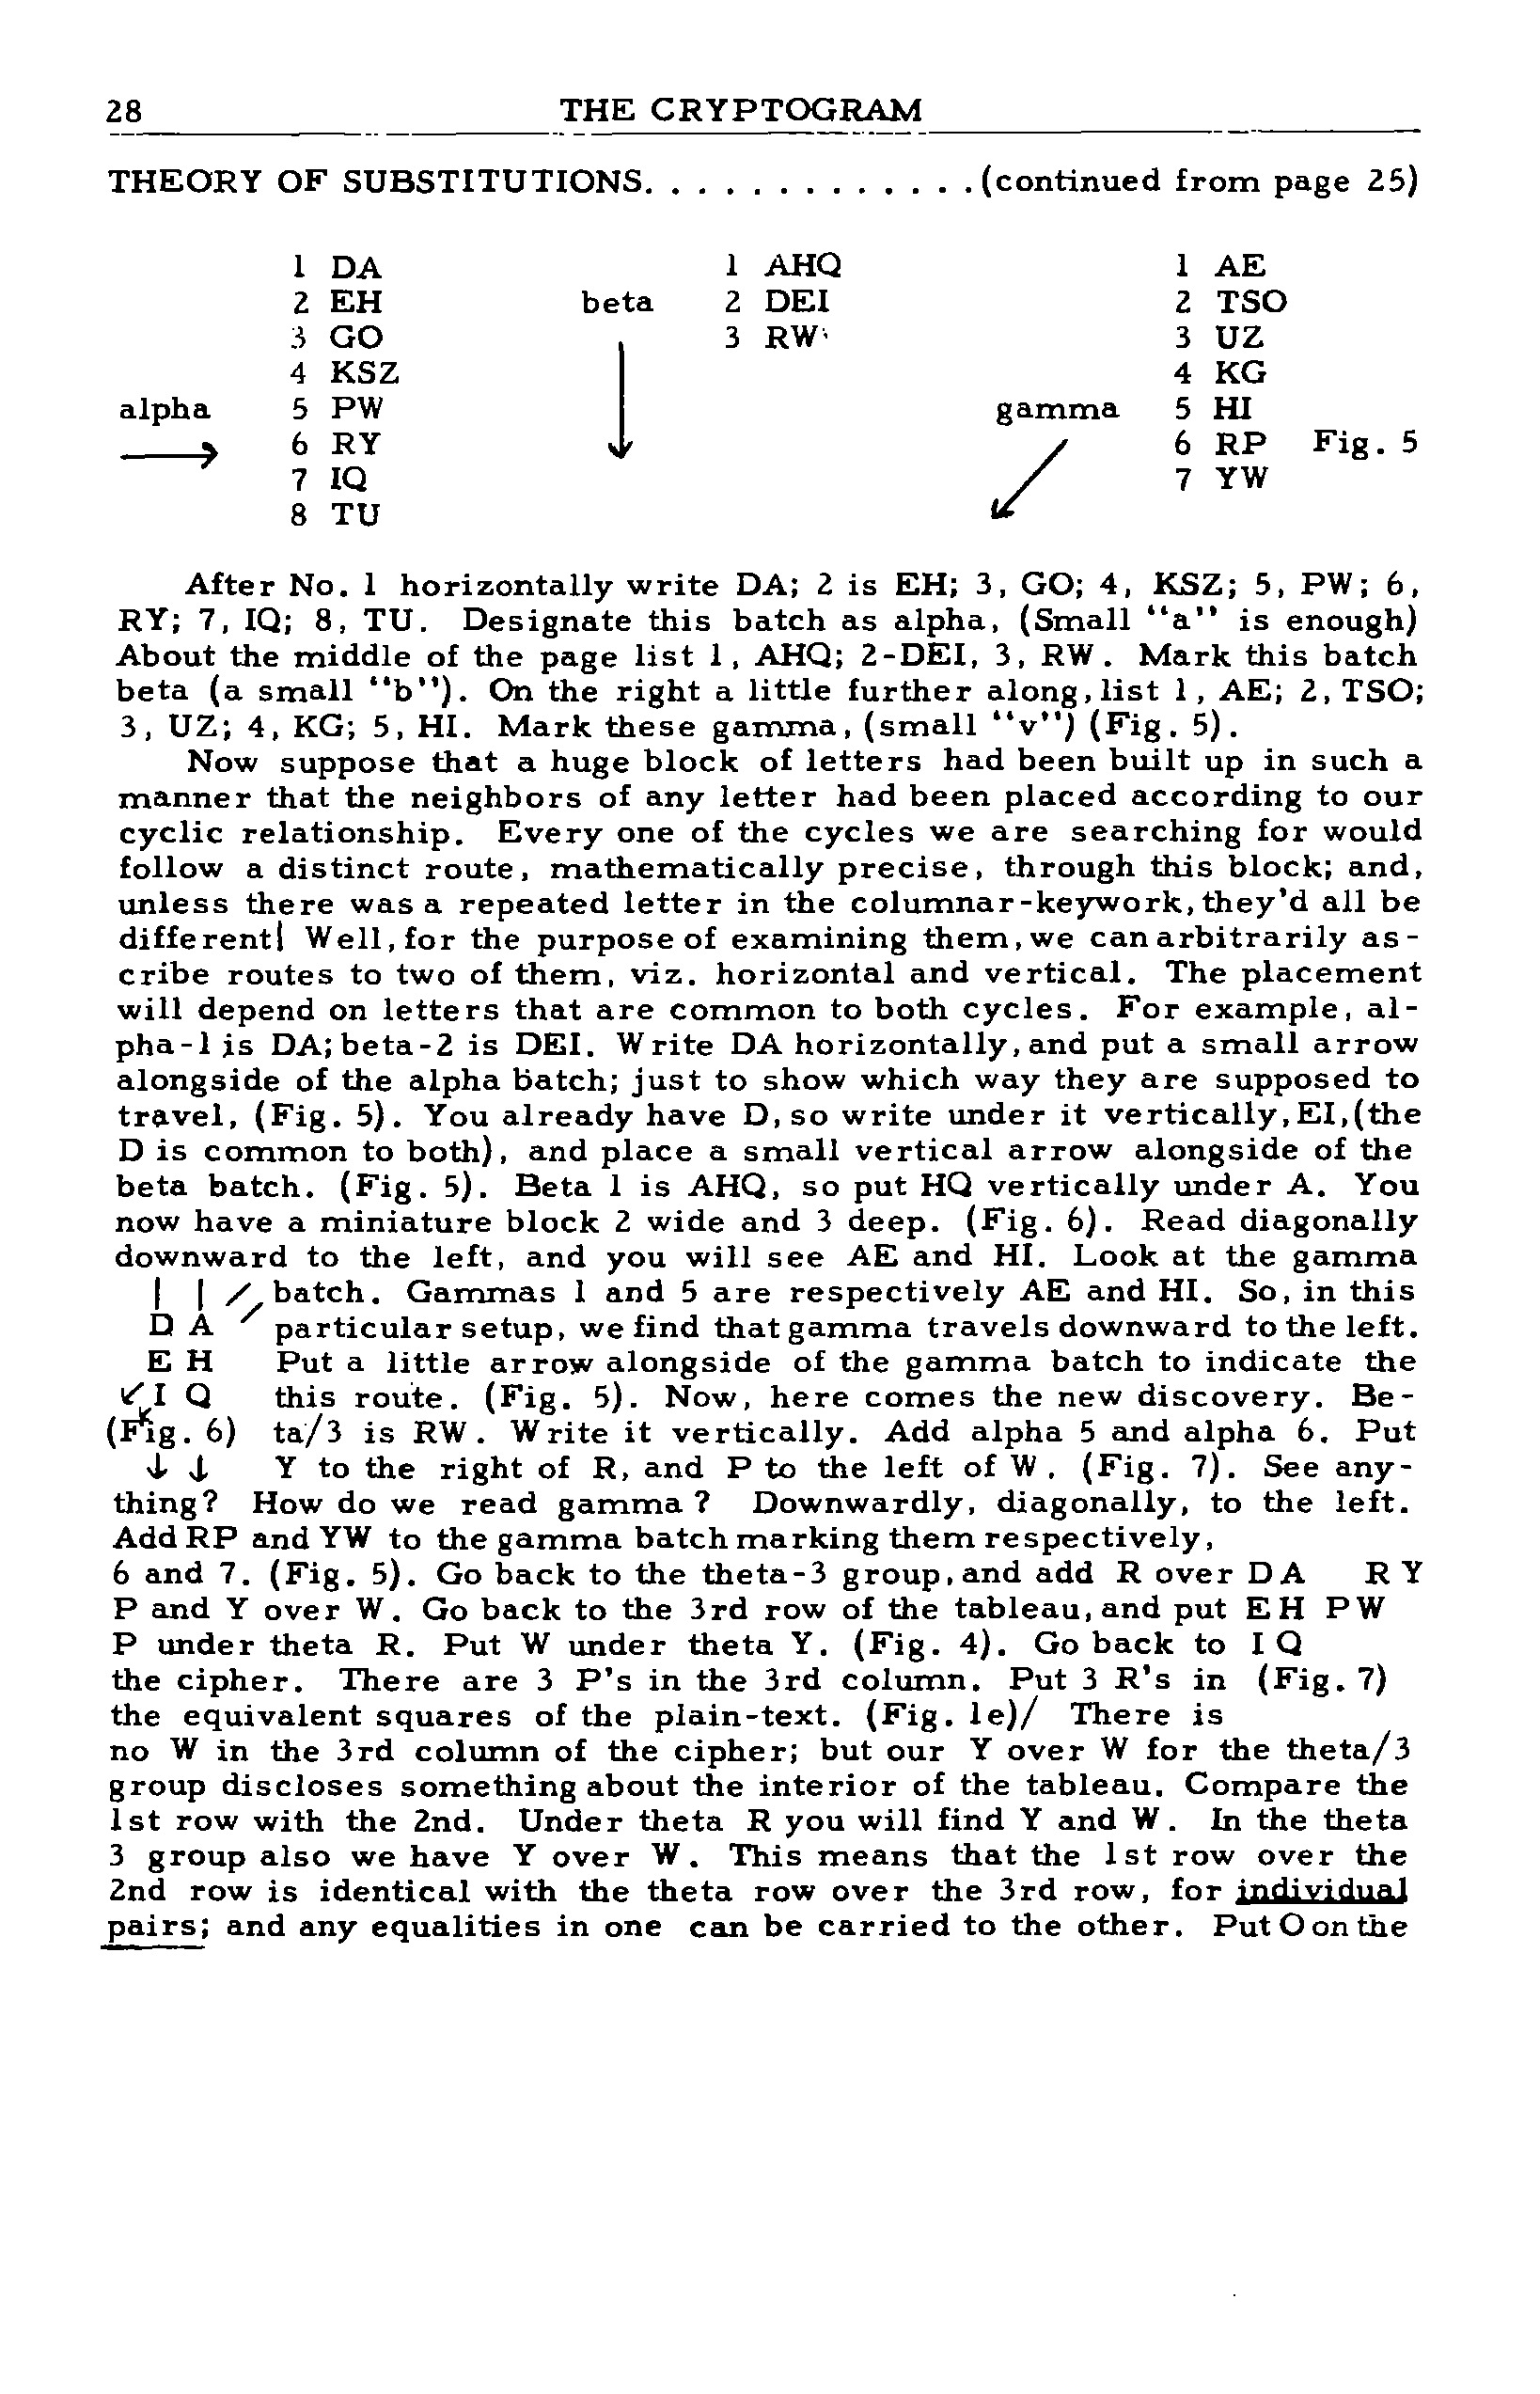 28 THE CRYPTOGRAM
THEORY OF SUBSTITUTIONS. . . . . . . . . . . . .(continued from page 25)
1 DA 1 AHQ 1 AE
2 EH beta 2 DEI 2 TSO
3 GO 3 RW 3 UZ
4 KSZ 4 KG
alpha 5 PW gamma 5 HI
6 RY 6 RP Fig. 5
7 IQ 7 YW
8 TU
After No. 1 horizontally write DA; 2 is EH; 3, GO; 4, KSZ; 5, PW; 6,
RY; 7, IQ; 8, TU. Designate this batch as alpha, (Small “a” is enough)
About the middle of the page list 1, AHQ; 2-DEI, 3, RW. Mark this batch
beta (a small “b”). On the right a little further along, list 1, AE; 2, TSO;
3, UZ; 4, KG; 5, HI. Mark these gamma, (small “v”) (Fig. 5).
Now suppose that a huge block of letters had been built up in such a
manner that the neighbors of any letter had been placed according to our
cyclic relationship. Every one of the cycles we are searching for would
follow a distinct route, mathematically precise, through this block; and,
unless there was a repeated letter in the columnar-keywork, they'd all be
different! Well, for the purpose of examining them, we can arbitrarily as-
cribe routes to two of them, viz. horizontal and vertical. The placement
will depend on letters that are common to both cycles. For example, al-
pha-1 is DA; beta-2 is DEI. Write DA horizontally, and put a small arrow
alongside of the alpha batch; just to show which way they are supposed to
travel, (Fig. 5). You already have D, so write under it vertically, EI, (the
D is common to both), and place a small vertical arrow alongside of the
beta batch. (Fig. 5). Beta 1 is AHQ, so put HQ vertically under A. You
now have a miniature block 2 wide and 3 deep. (Fig. 6). Read diagonally
downward to the left, and you will see AE and HI. Look at the gamma
batch. Gammas 1 and 5 are respectively AE and HI. So, in this
D A particular setup, we find that gamma travels downward to the left.
E H Put a little arrow alongside of the gamma batch to indicate the
I Q this route. (Fig. 5). Now, here comes the new discovery. Be-
(Fig. 6) ta/3 is RW. Write it vertically. Add alpha 5 and alpha 6. Put
Y to the right of R, and P to the left of W. (Fig. 7). See any-
thing? How do we read gamma? Downwardly, diagonally, to the left.
Add RP and YW to the gamma batch marking them respectively,
6 and 7. (Fig. 5). Go back to the theta-3 group, and add R over D A R Y
P and Y over W. Go back to the 3rd row of the tableau, and put E H P W
P under theta R. Put W under theta Y. (Fig. 4). Go back to I Q
the cipher. There are 3 P's in the 3rd column. Put 3 R's in (Fig. 7)
the equivalent squares of the plain-text. (Fig. 1e)/ There is
no W in the 3rd column of the cipher; but our Y over W for the theta/3
group discloses something about the interior of the tableau. Compare the
1st row with the 2nd. Under theta R you will find Y and W. In the theta
3 group also we have Y over W. This means that the 1st row over the
2nd row is identical with the theta row over the 3rd row, for individual
pairs; and any equalities in one can be carried to the other. Put O on the